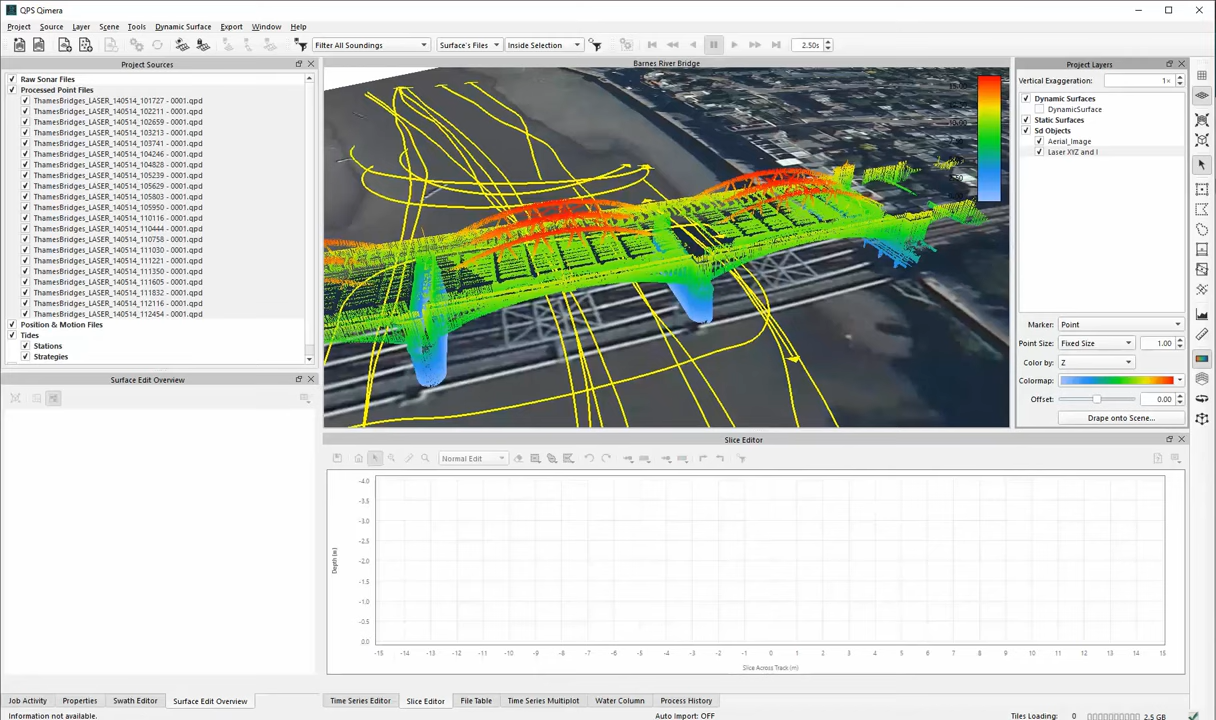 QPS Qimera
Project Source Layer Scene Tools Dynamic Surface Export Window Help
Filter All Soundings Surface's Files Inside Selection 2.50s
Project Sources
Raw Sonar Files
Processed Point Files
ThamesBridges_LASER_140514_101727 - 0001.qpd
ThamesBridges_LASER_140514_102211 - 0001.qpd
ThamesBridges_LASER_140514_102659 - 0001.qpd
ThamesBridges_LASER_140514_103213 - 0001.qpd
ThamesBridges_LASER_140514_103741 - 0001.qpd
ThamesBridges_LASER_140514_104246 - 0001.qpd
ThamesBridges_LASER_140514_104828 - 0001.qpd
ThamesBridges_LASER_140514_105239 - 0001.qpd
ThamesBridges_LASER_140514_105629 - 0001.qpd
ThamesBridges_LASER_140514_105803 - 0001.qpd
ThamesBridges_LASER_140514_105950 - 0001.qpd
ThamesBridges_LASER_140514_110116 - 0001.qpd
ThamesBridges_LASER_140514_110444 - 0001.qpd
ThamesBridges_LASER_140514_110758 - 0001.qpd
ThamesBridges_LASER_140514_111030 - 0001.qpd
ThamesBridges_LASER_140514_111221 - 0001.qpd
ThamesBridges_LASER_140514_111350 - 0001.qpd
ThamesBridges_LASER_140514_111605 - 0001.qpd
ThamesBridges_LASER_140514_111832 - 0001.qpd
ThamesBridges_LASER_140514_112116 - 0001.qpd
ThamesBridges_LASER_140514_112454 - 0001.qpd
Position & Motion Files
Tides
Stations
Strategies
Surface Edit Overview
Barnes River Bridge
Project Layers
Vertical Exaggeration: 1×
Dynamic Surfaces
DynamicSurface
Static Surfaces
Sd Objects
Aerial_Image
Laser XYZ and I
Marker: Point
Point Size: Fixed Size 1.00
Color by: Z
Colormap:
Offset: 0.00
Drape onto Scene...
Slice Editor
Normal Edit
-4.0
-3.5
-3.0
-2.5
-2.0
-1.5
-1.0
-0.5
0.0
Depth (m)
-15 -14 -13 -12 -11 -10 -9 -8 -7 -6 -5 -4 -3 -2 -1 0 1 2 3 4 5 6 7 8 9 10 11 12 13 14 15
Slice Across Track (m)
Job Activity Properties Swath Editor Surface Edit Overview
Time Series Editor Slice Editor File Table Time Series Multiplot Water Column Process History
Information not available. Auto Import: OFF Tiles Loading: 0 2.5 GB